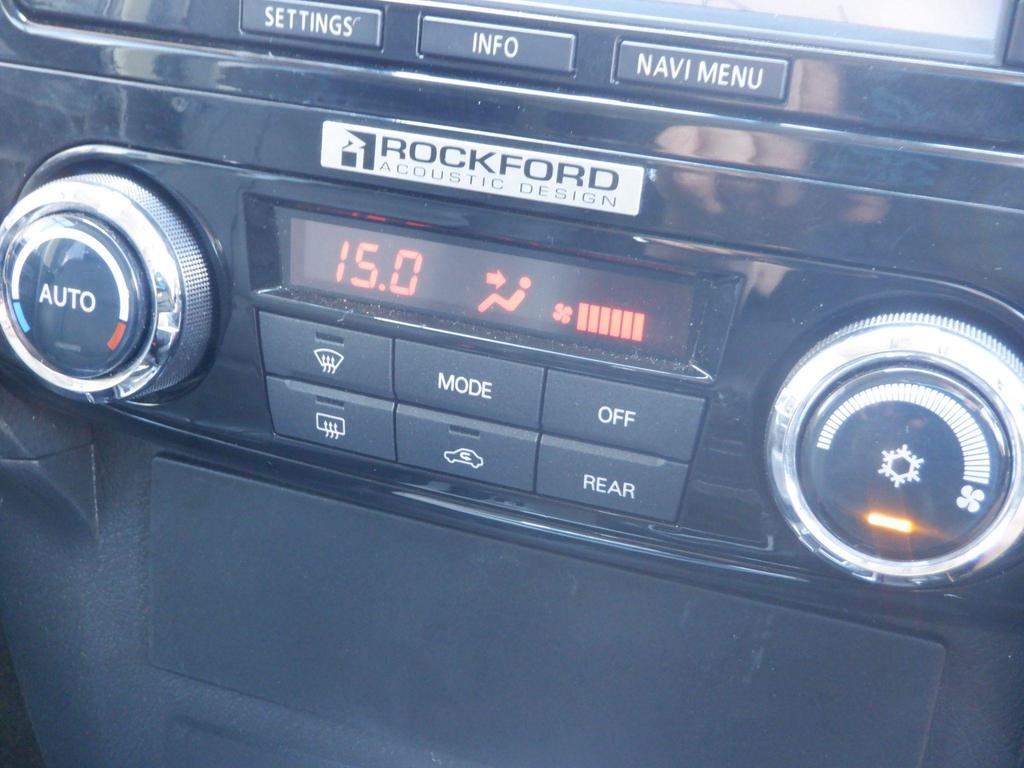 SETTINGS
INFO
NAVI MENU
ROCKFORD
ACOUSTIC DESIGN
AUTO
15.0
MODE
OFF
REAR